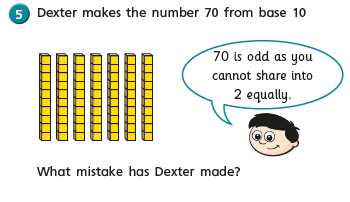 5 Dexter makes the number 70 from base 10
70 is odd as you
cannot share into
2 equally.
What mistake has Dexter made?